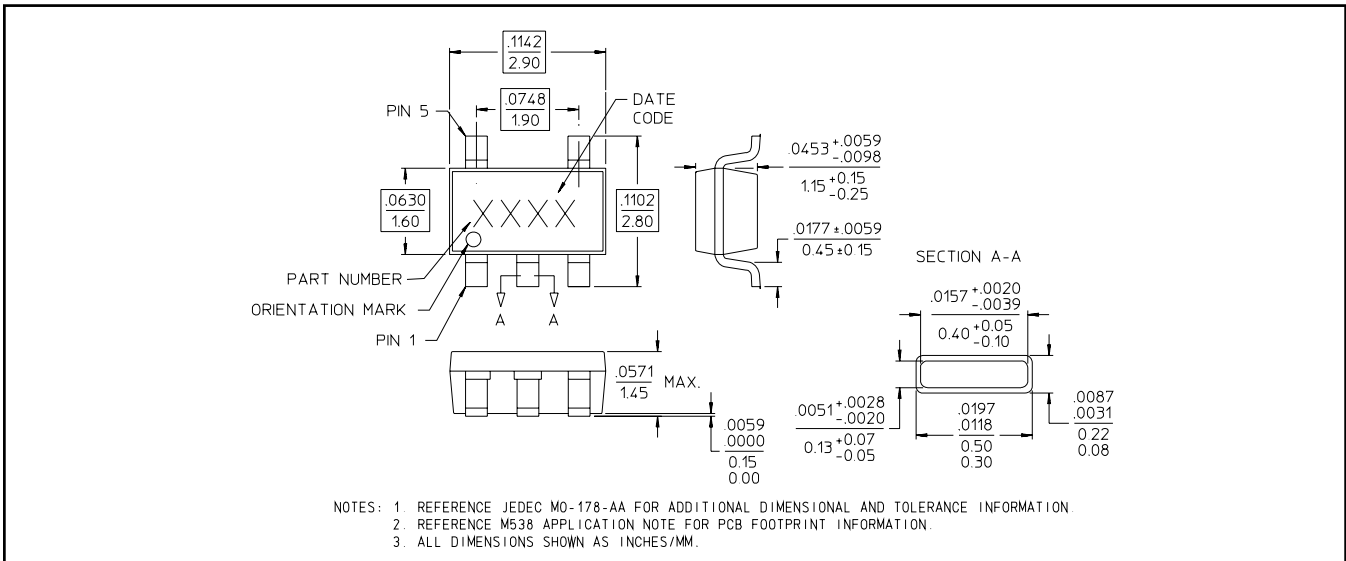 .1142
2.90
.0748
1.90
PIN 5
DATE
CODE
.0630
1.60
XXXX
.1102
2.80
PART NUMBER
ORIENTATION MARK
PIN 1
A
A
.0453 +.0059
-.0098
1.15 +0.15
-0.25
.0177 ±.0059
0.45 ±0.15
SECTION A-A
.0157 +.0020
-.0039
0.40 +0.05
-0.10
.0571
1.45
MAX.
.0059
.0000
0.15
0.00
.0051 +.0028
-.0020
0.13 +0.07
-0.05
.0197
.0118
0.50
0.30
.0087
.0031
0.22
0.08
NOTES: 1. REFERENCE JEDEC MO-178-AA FOR ADDITIONAL DIMENSIONAL AND TOLERANCE INFORMATION.
2. REFERENCE M538 APPLICATION NOTE FOR PCB FOOTPRINT INFORMATION.
3. ALL DIMENSIONS SHOWN AS INCHES/MM.